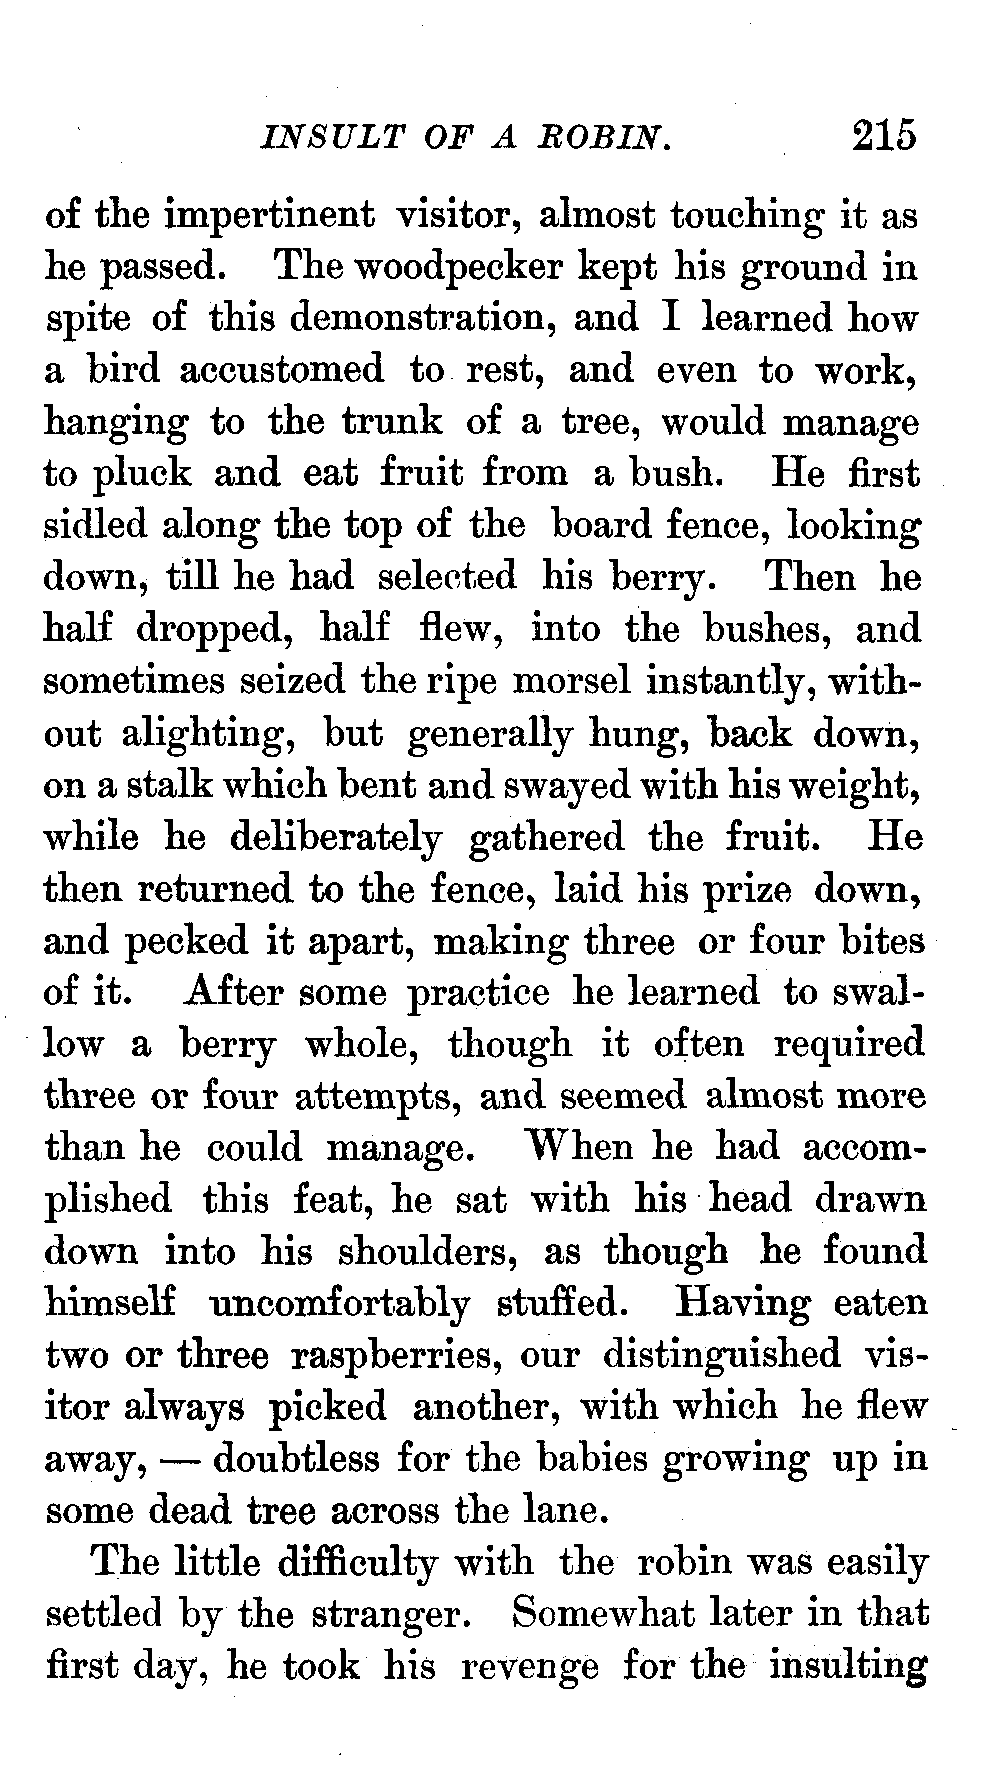 INSULT OF A ROBIN. 215
of the impertinent visitor, almost touching it as
he passed. The woodpecker kept his ground in
spite of this demonstration, and I learned how
a bird accustomed to rest, and even to work,
hanging to the trunk of a tree, would manage
to pluck and eat fruit from a bush. He first
sidled along the top of the board fence, looking
down, till he had selected his berry. Then he
half dropped, half flew, into the bushes, and
sometimes seized the ripe morsel instantly, with-
out alighting, but generally hung, back down,
on a stalk which bent and swayed with his weight,
while he deliberately gathered the fruit. He
then returned to the fence, laid his prize down,
and pecked it apart, making three or four bites
of it. After some practice he learned to swal-
low a berry whole, though it often required
three or four attempts, and seemed almost more
than he could manage. When he had accom-
plished this feat, he sat with his head drawn
down into his shoulders, as though he found
himself uncomfortably stuffed. Having eaten
two or three raspberries, our distinguished vis-
itor always picked another, with which he flew
away, — doubtless for the babies growing up in
some dead tree across the lane.
The little difficulty with the robin was easily
settled by the stranger. Somewhat later in that
first day, he took his revenge for the insulting